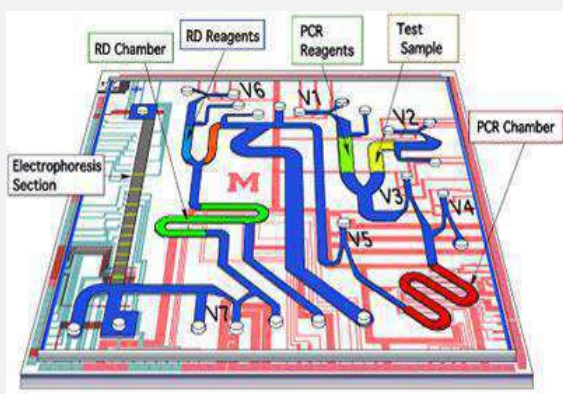 RD Chamber
RD Reagents
PCR
Reagents
Test
Sample
V6
V1
V2
PCR Chamber
Electrophoresis
Section
M
V3
V4
V5
V7